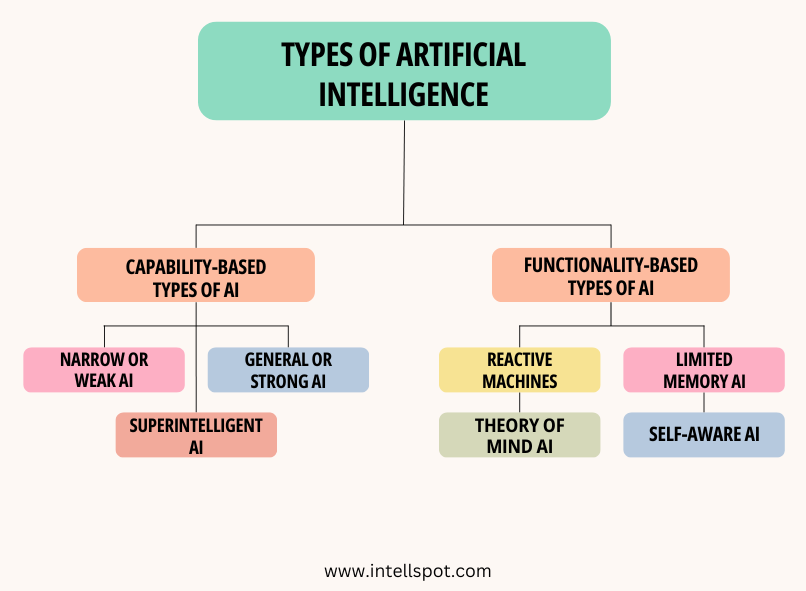 TYPES OF ARTIFICIAL
INTELLIGENCE
CAPABILITY-BASED
TYPES OF AI
FUNCTIONALITY-BASED
TYPES OF AI
NARROW OR
WEAK AI
GENERAL OR
STRONG AI
REACTIVE
MACHINES
LIMITED
MEMORY AI
SUPERINTELLIGENT
AI
THEORY OF
MIND AI
SELF-AWARE AI
www.intellspot.com